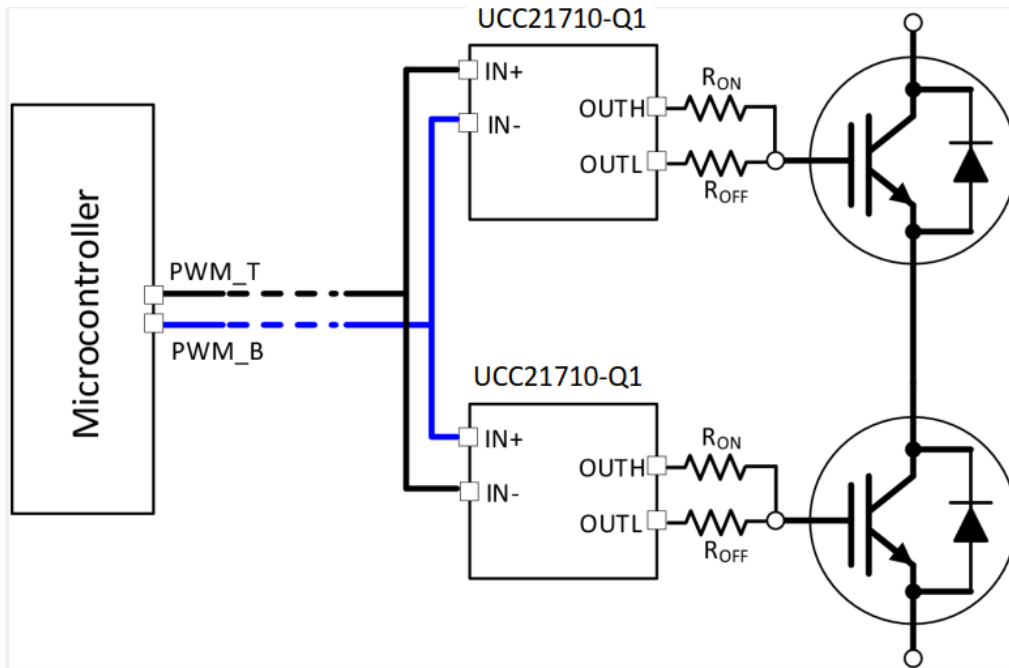 UCC21710-Q1
IN+
IN-
OUTH
OUTL
RON
ROFF
Microcontroller
PWM_T
PWM_B
UCC21710-Q1
IN+
IN-
OUTH
OUTL
RON
ROFF